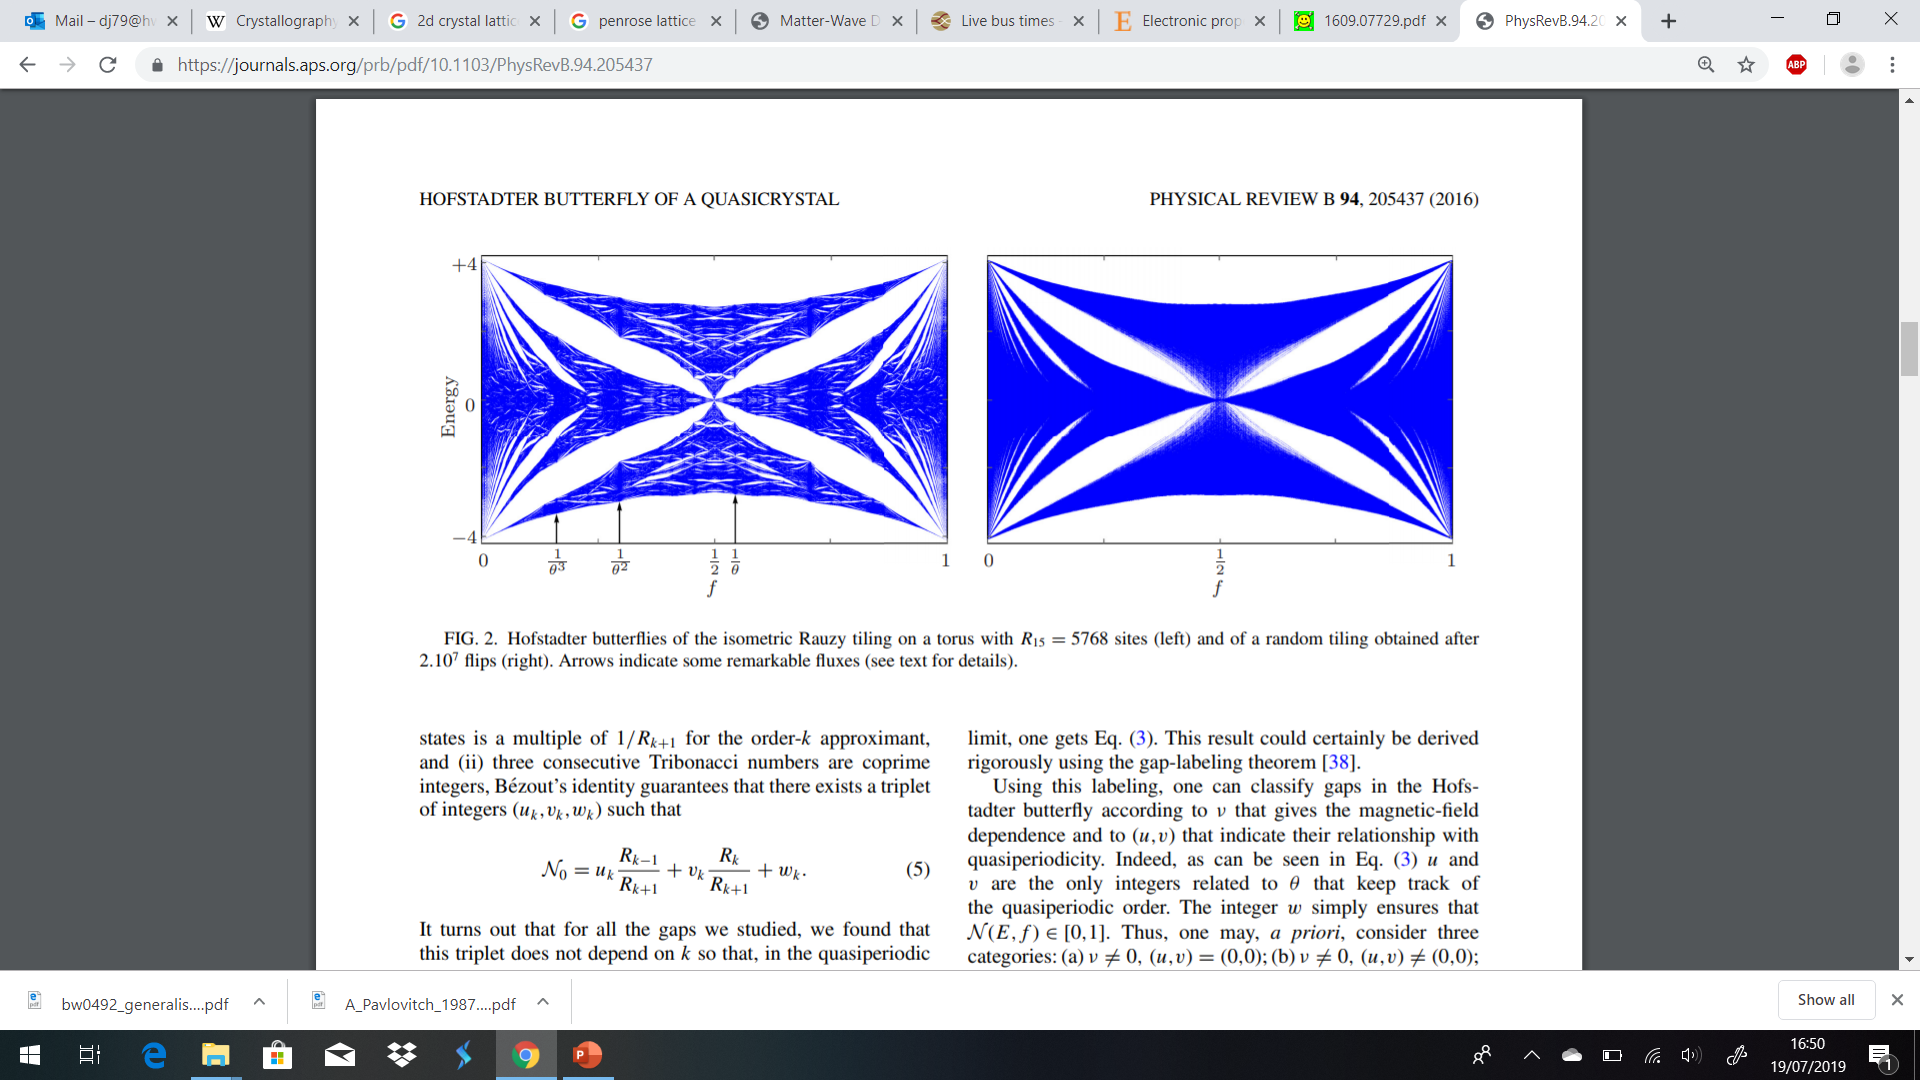 Mail – dj79@hw
Crystallography
2d crystal lattic
penrose lattice
Matter-Wave D
Live bus times
Electronic prop
1609.07729.pdf
PhysRevB.94.20
https://journals.aps.org/prb/pdf/10.1103/PhysRevB.94.205437
ABP
HOFSTADTER BUTTERFLY OF A QUASICRYSTAL
PHYSICAL REVIEW B 94, 205437 (2016)
+4
0
−4
Energy
0
1/θ³
1/θ²
1/2
1/θ
1
f
0
1/2
1
f
FIG. 2. Hofstadter butterflies of the isometric Rauzy tiling on a torus with R₁₅ = 5768 sites (left) and of a random tiling obtained after
2.10⁷ flips (right). Arrows indicate some remarkable fluxes (see text for details).
states is a multiple of 1/Rₖ₊₁ for the order-k approximant,
and (ii) three consecutive Tribonacci numbers are coprime
integers, Bézout's identity guarantees that there exists a triplet
of integers (uₖ,vₖ,wₖ) such that
𝒩₀ = uₖ Rₖ₋₁/Rₖ₊₁ + vₖ Rₖ/Rₖ₊₁ + wₖ. (5)
It turns out that for all the gaps we studied, we found that
this triplet does not depend on k so that, in the quasiperiodic
limit, one gets Eq. (3). This result could certainly be derived
rigorously using the gap-labeling theorem [38].
Using this labeling, one can classify gaps in the Hofs-
tadter butterfly according to ν that gives the magnetic-field
dependence and to (u,v) that indicate their relationship with
quasiperiodicity. Indeed, as can be seen in Eq. (3) u and
v are the only integers related to θ that keep track of
the quasiperiodic order. The integer w simply ensures that
𝒩(E, f) ∈ [0,1]. Thus, one may, a priori, consider three
categories: (a) ν ≠ 0, (u,v) = (0,0); (b) ν ≠ 0, (u,v) ≠ (0,0);
bw0492_generalis....pdf
A_Pavlovitch_1987....pdf
Show all
16:50
19/07/2019
1